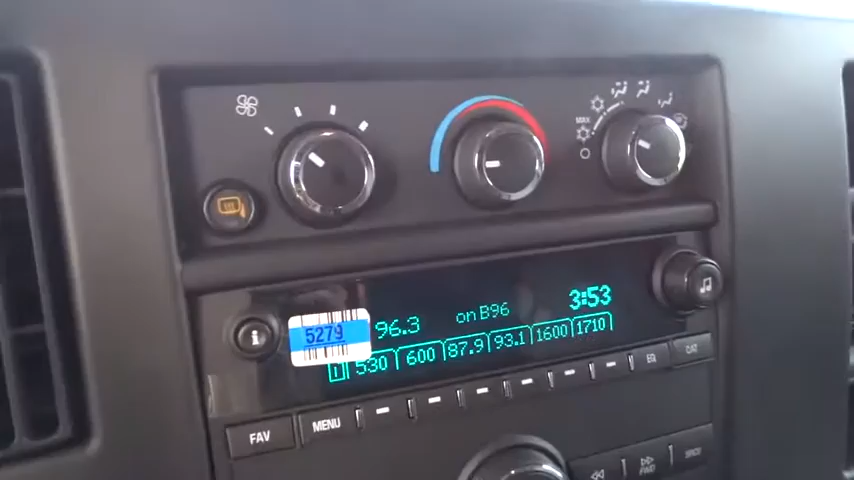 MAX
3:53
96.3 on B96
5279
530 600 87.9 93.1 1600 1710
EQ CAT
FAV MENU
FWD